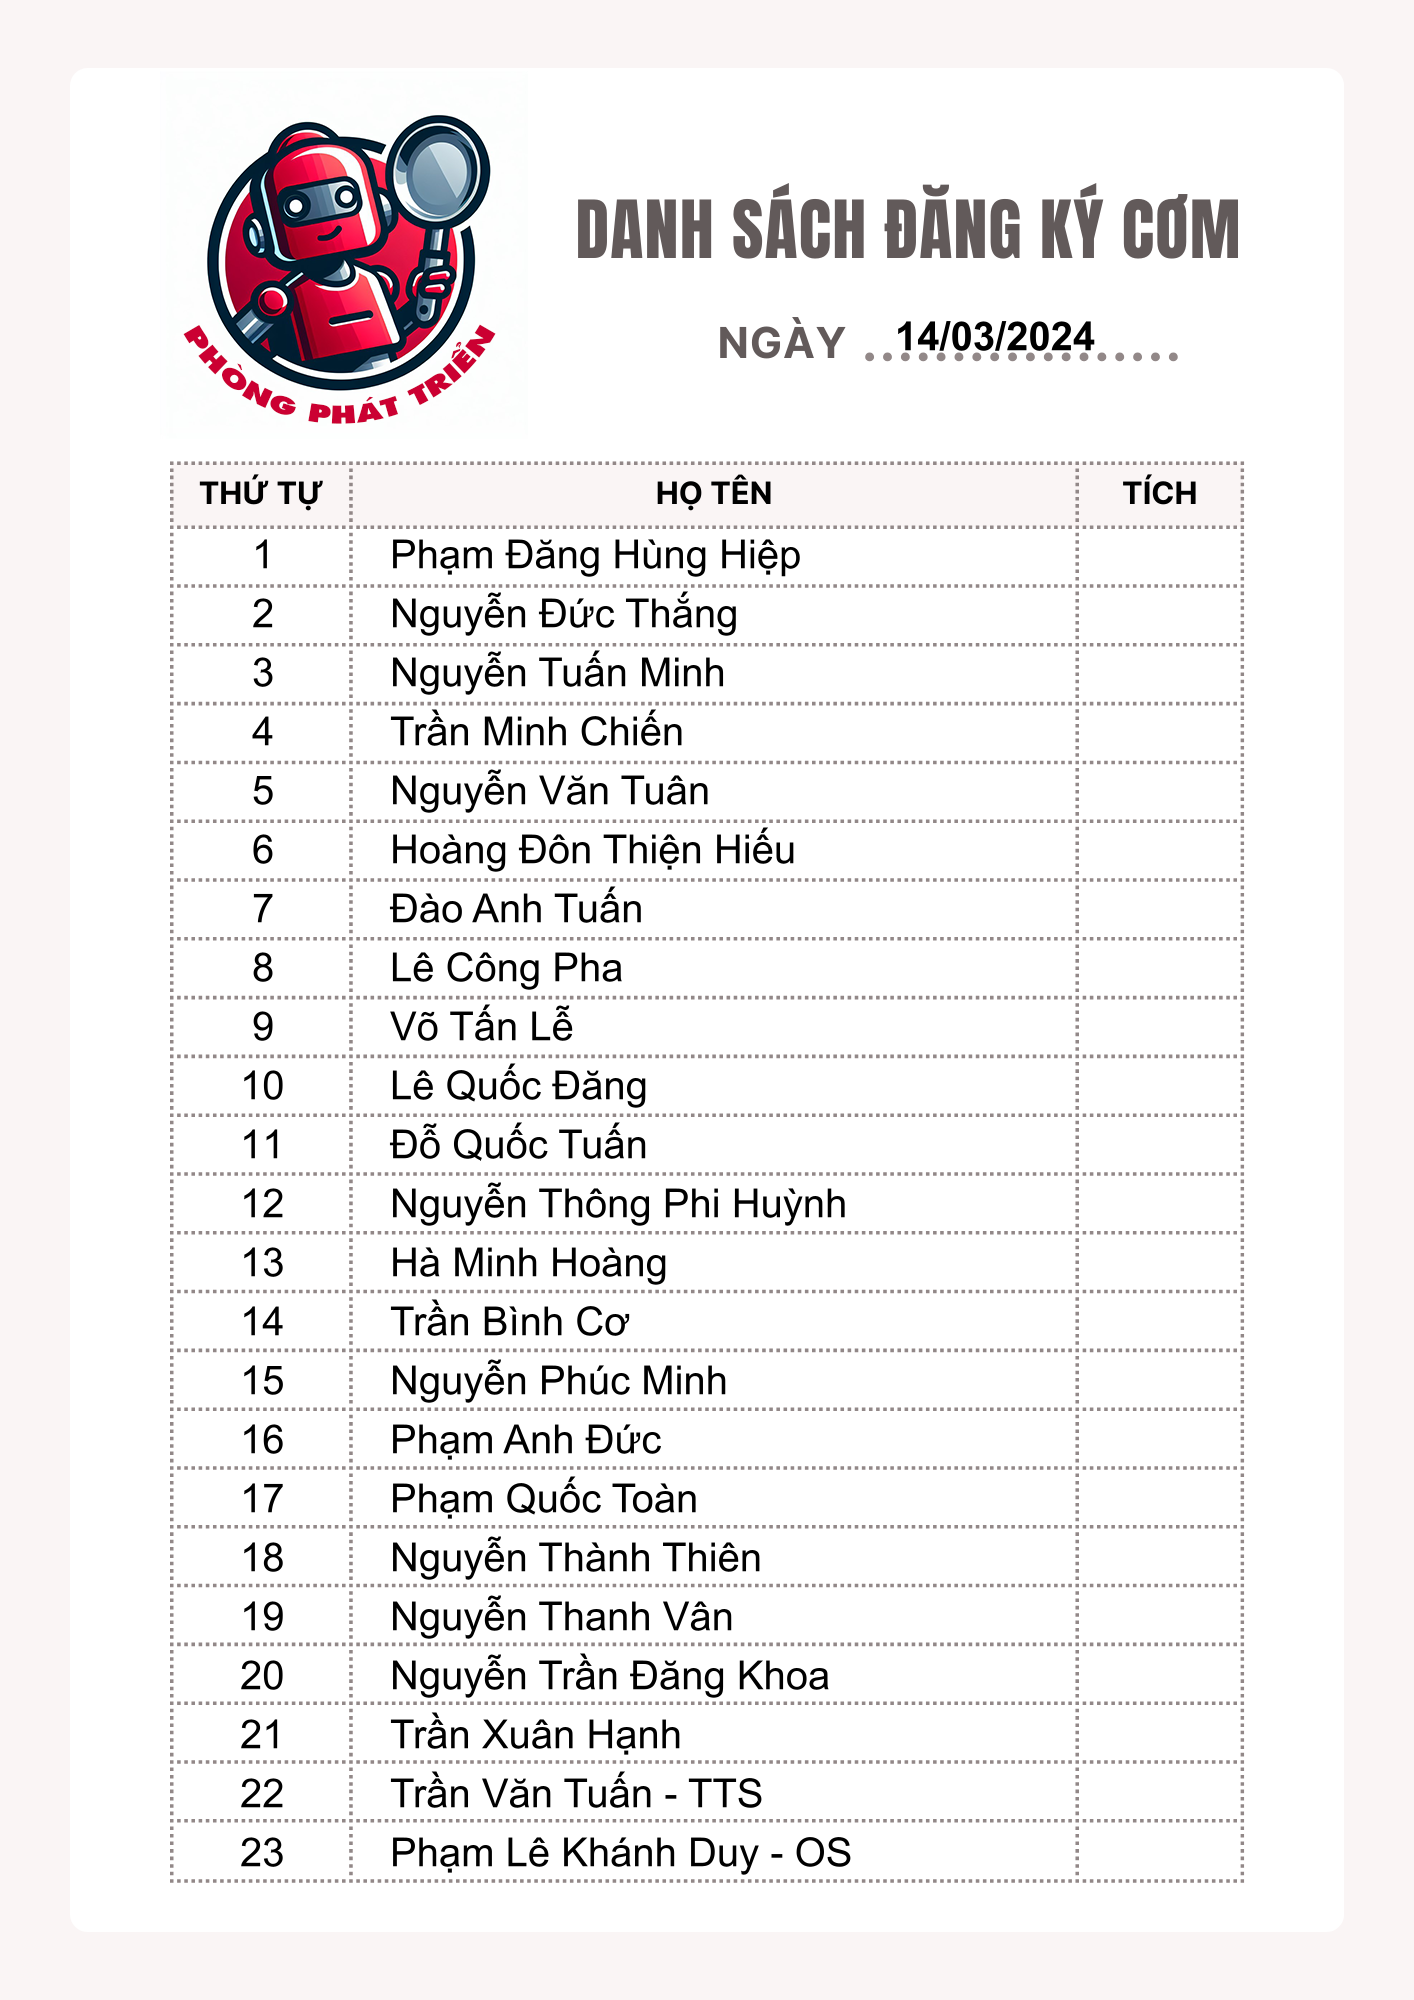 DANH SÁCH ĐĂNG KÝ CƠM
NGÀY 14/03/2024
PHÒNG PHÁT TRIỂN
THỨ TỰ HỌ TÊN TÍCH
1 Phạm Đăng Hùng Hiệp
2 Nguyễn Đức Thắng
3 Nguyễn Tuấn Minh
4 Trần Minh Chiến
5 Nguyễn Văn Tuân
6 Hoàng Đôn Thiện Hiếu
7 Đào Anh Tuấn
8 Lê Công Pha
9 Võ Tấn Lễ
10 Lê Quốc Đăng
11 Đỗ Quốc Tuấn
12 Nguyễn Thông Phi Huỳnh
13 Hà Minh Hoàng
14 Trần Bình Cơ
15 Nguyễn Phúc Minh
16 Phạm Anh Đức
17 Phạm Quốc Toàn
18 Nguyễn Thành Thiên
19 Nguyễn Thanh Vân
20 Nguyễn Trần Đăng Khoa
21 Trần Xuân Hạnh
22 Trần Văn Tuấn - TTS
23 Phạm Lê Khánh Duy - OS